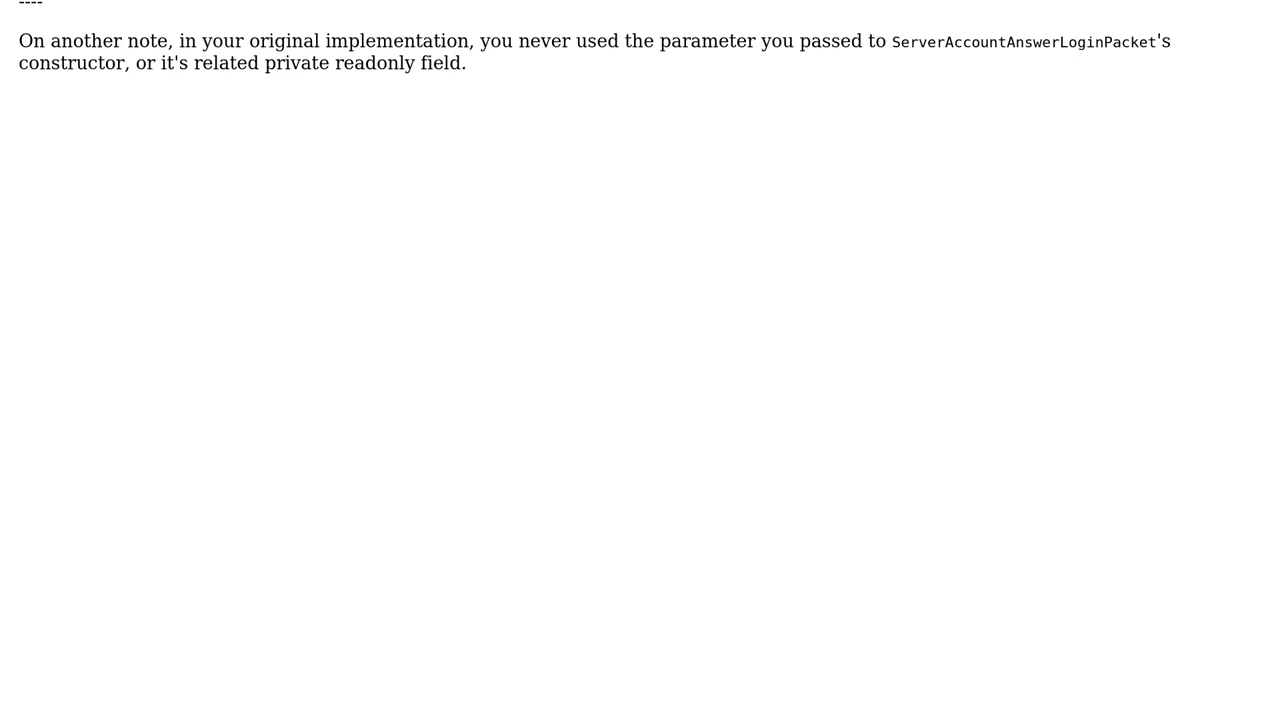 ----
On another note, in your original implementation, you never used the parameter you passed to ServerAccountAnswerLoginPacket's
constructor, or it's related private readonly field.